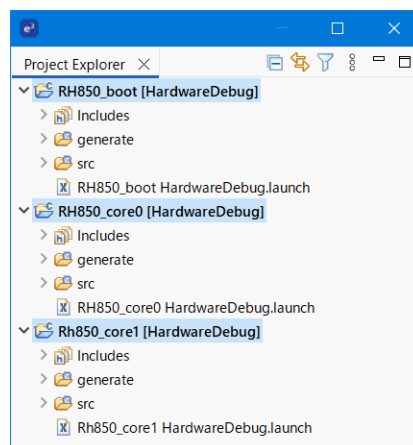 e²
Project Explorer
RH850_boot [HardwareDebug]
Includes
generate
src
RH850_boot HardwareDebug.launch
RH850_core0 [HardwareDebug]
Includes
generate
src
RH850_core0 HardwareDebug.launch
Rh850_core1 [HardwareDebug]
Includes
generate
src
Rh850_core1 HardwareDebug.launch